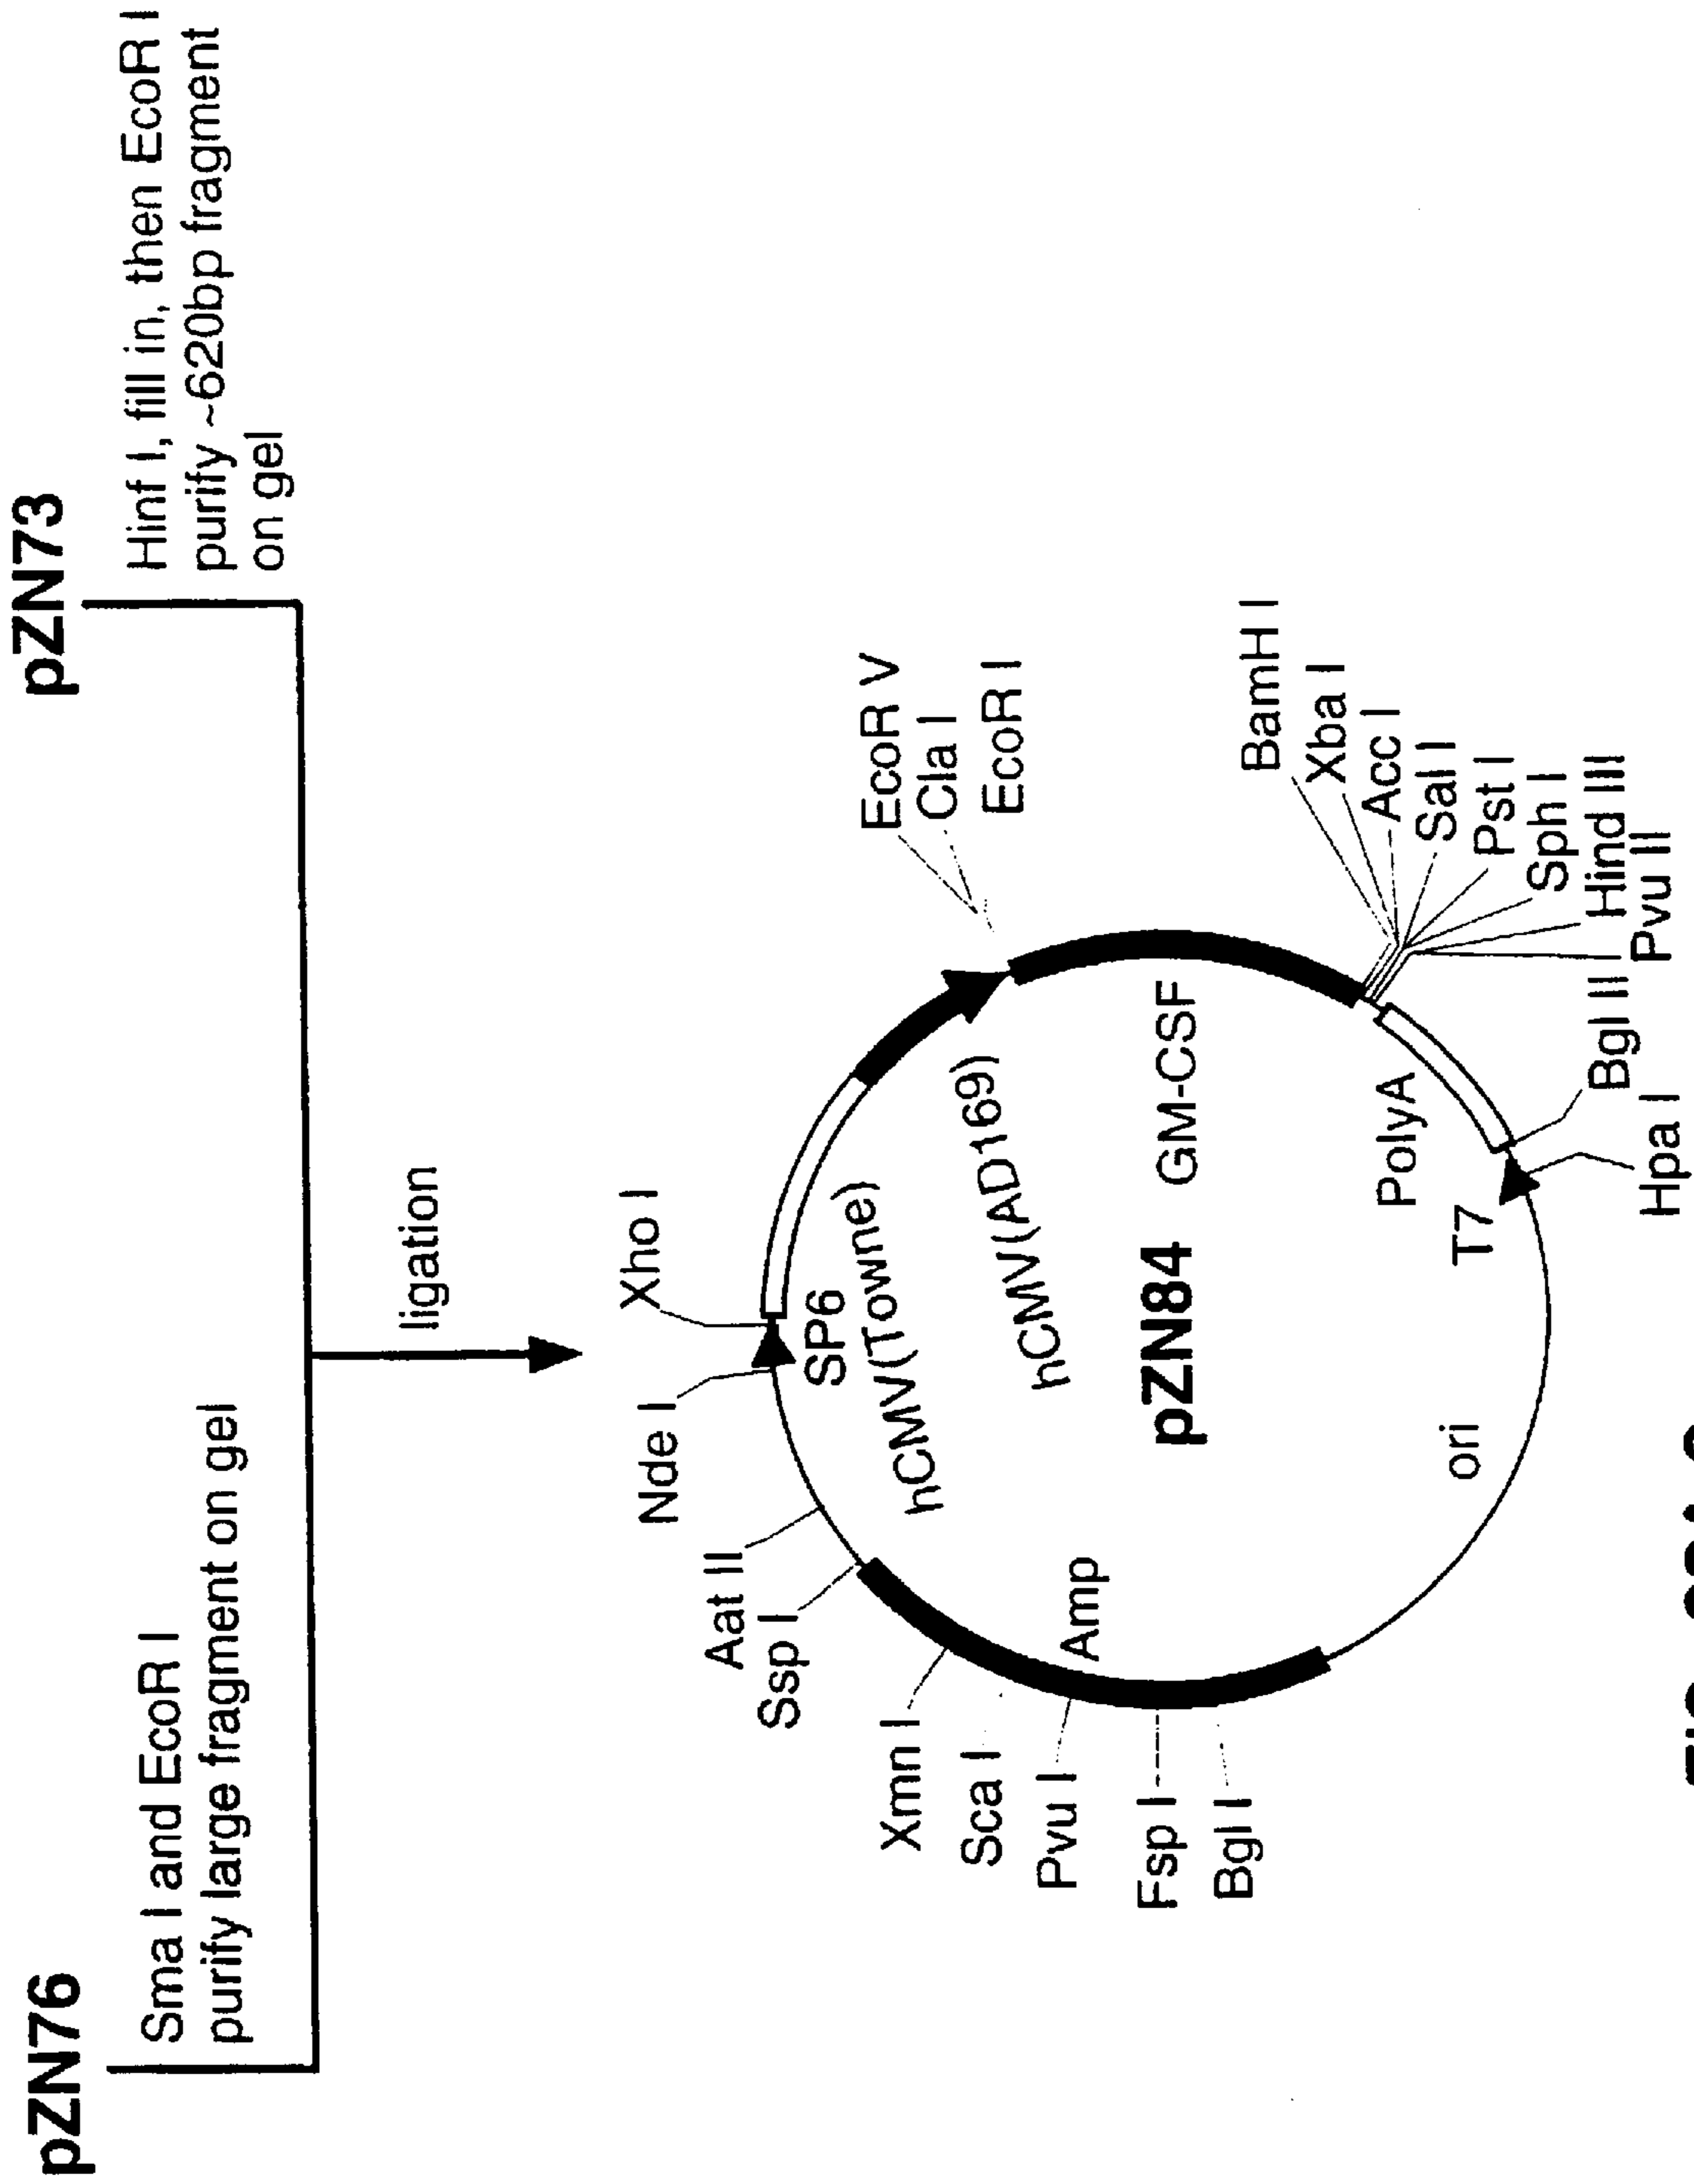 pZN76
Sma I and EcoR I
purify large fragment on gel
pZN73
Hinf I, fill in, then EcoR I
purify ~620bp fragment
on gel
ligation
Nde I
Xho I
Aat II
Ssp I
Xmn I
Sca I
Pvu I
Fsp I
Bgl I
EcoR V
Cla I
EcoR I
BamH I
Xba I
Acc I
Sal I
Pst I
Sph I
Hind III
Pvu II
Bgl II
Hpa I
SP6
hCMV(Towne)
hCMV(AD169)
pZN84
GM-CSF
PolyA
T7
ori
Amp